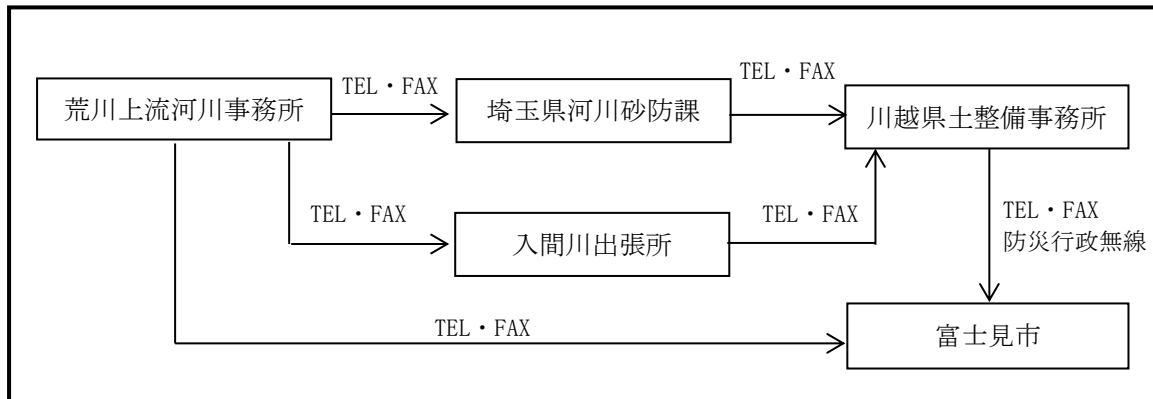 TEL・FAX
TEL・FAX
荒川上流河川事務所
埼玉県河川砂防課
川越県土整備事務所
TEL・FAX
TEL・FAX
TEL・FAX
防災行政無線
入間川出張所
TEL・FAX
富士見市